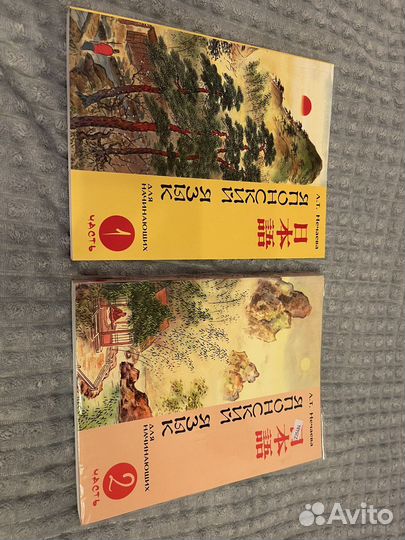 Л.Т. Нечаева
日本語
ЯПОНСКИЙ
ЯЗЫК
ДЛЯ
НАЧИНАЮЩИХ
ЧАСТЬ
1
Л.Т. Нечаева
日本語
ЯПОНСКИЙ
ЯЗЫК
ДЛЯ
НАЧИНАЮЩИХ
ЧАСТЬ
2
Avito